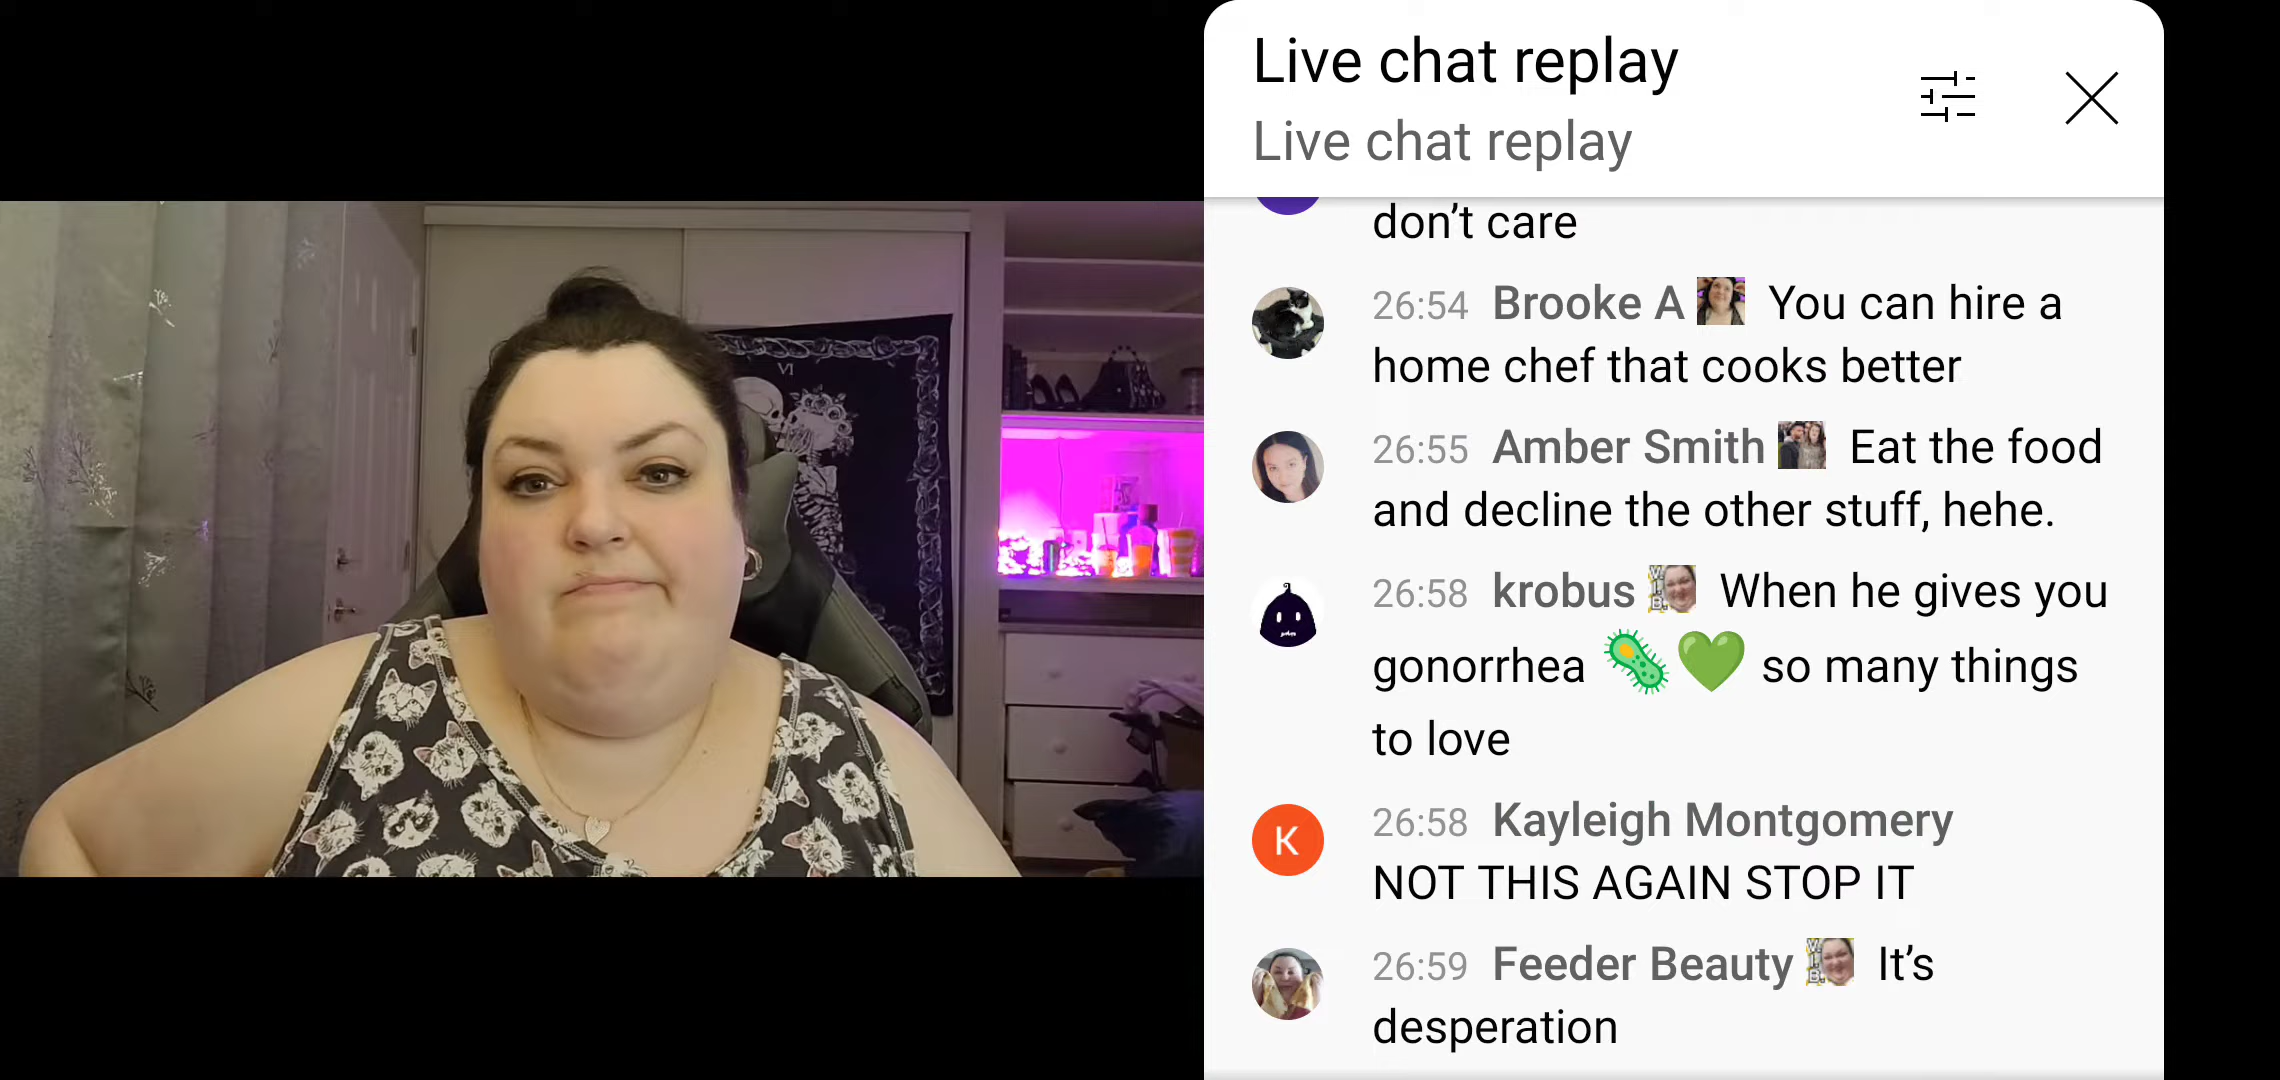 Live chat replay
Live chat replay
don't care
26:54 Brooke A You can hire a
home chef that cooks better
26:55 Amber Smith Eat the food
and decline the other stuff, hehe.
26:58 krobus When he gives you
gonorrhea 🦠💚 so many things
to love
K 26:58 Kayleigh Montgomery
NOT THIS AGAIN STOP IT
26:59 Feeder Beauty It's
desperation
VI